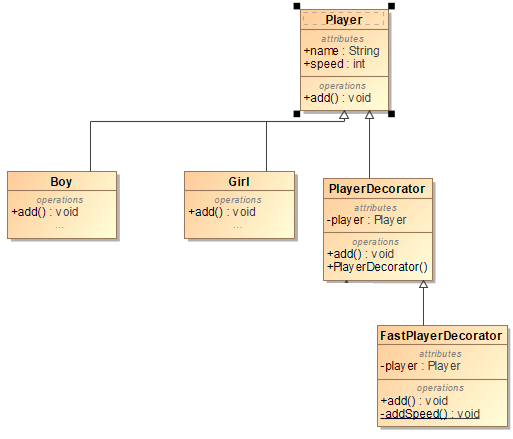 Player
attributes
+name : String
+speed : int
operations
+add() : void
Boy
operations
+add() : void
...
Girl
operations
+add() : void
...
PlayerDecorator
attributes
-player : Player
operations
+add() : void
+PlayerDecorator()
FastPlayerDecorator
attributes
-player : Player
operations
+add() : void
-addSpeed() : void